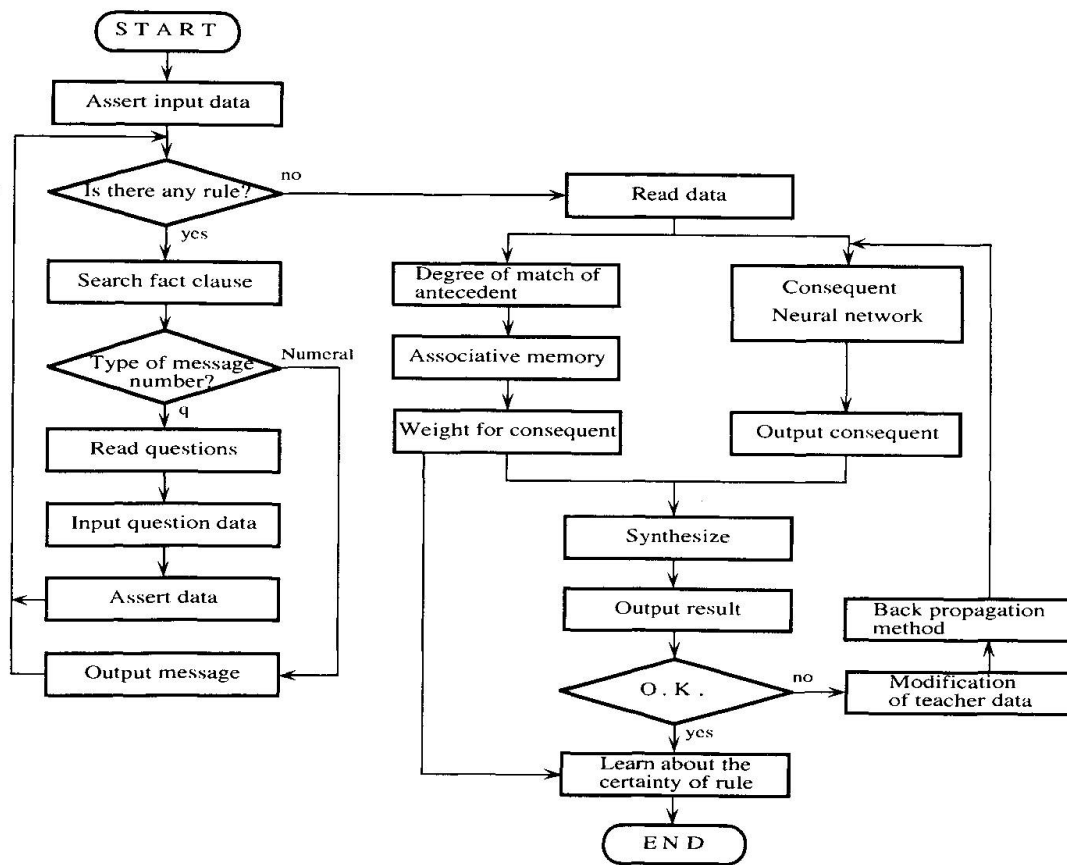 START
Assert input data
Is there any rule?
no
yes
Search fact clause
Type of message
number?
Numeral
q
Read questions
Input question data
Assert data
Output message
Read data
Degree of match of
antecedent
Associative memory
Weight for consequent
Consequent
Neural network
Output consequent
Synthesize
Output result
O.K.
no
yes
Modification
of teacher data
Back propagation
method
Learn about the
certainty of rule
END